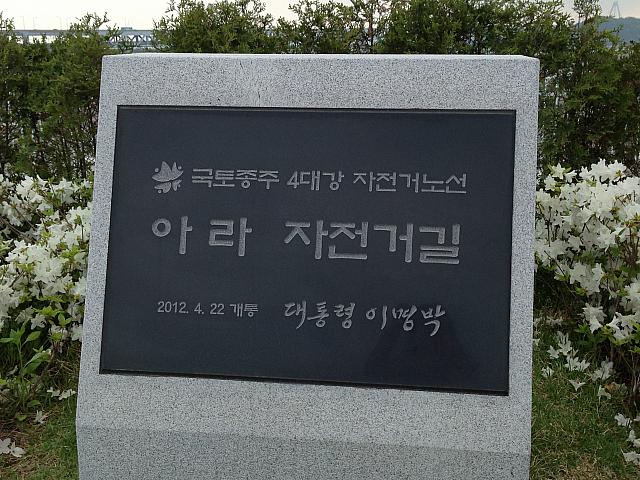 국토종주 4대강 자전거노선
아라 자전거길
2012. 4. 22 개통 대통령 이명박